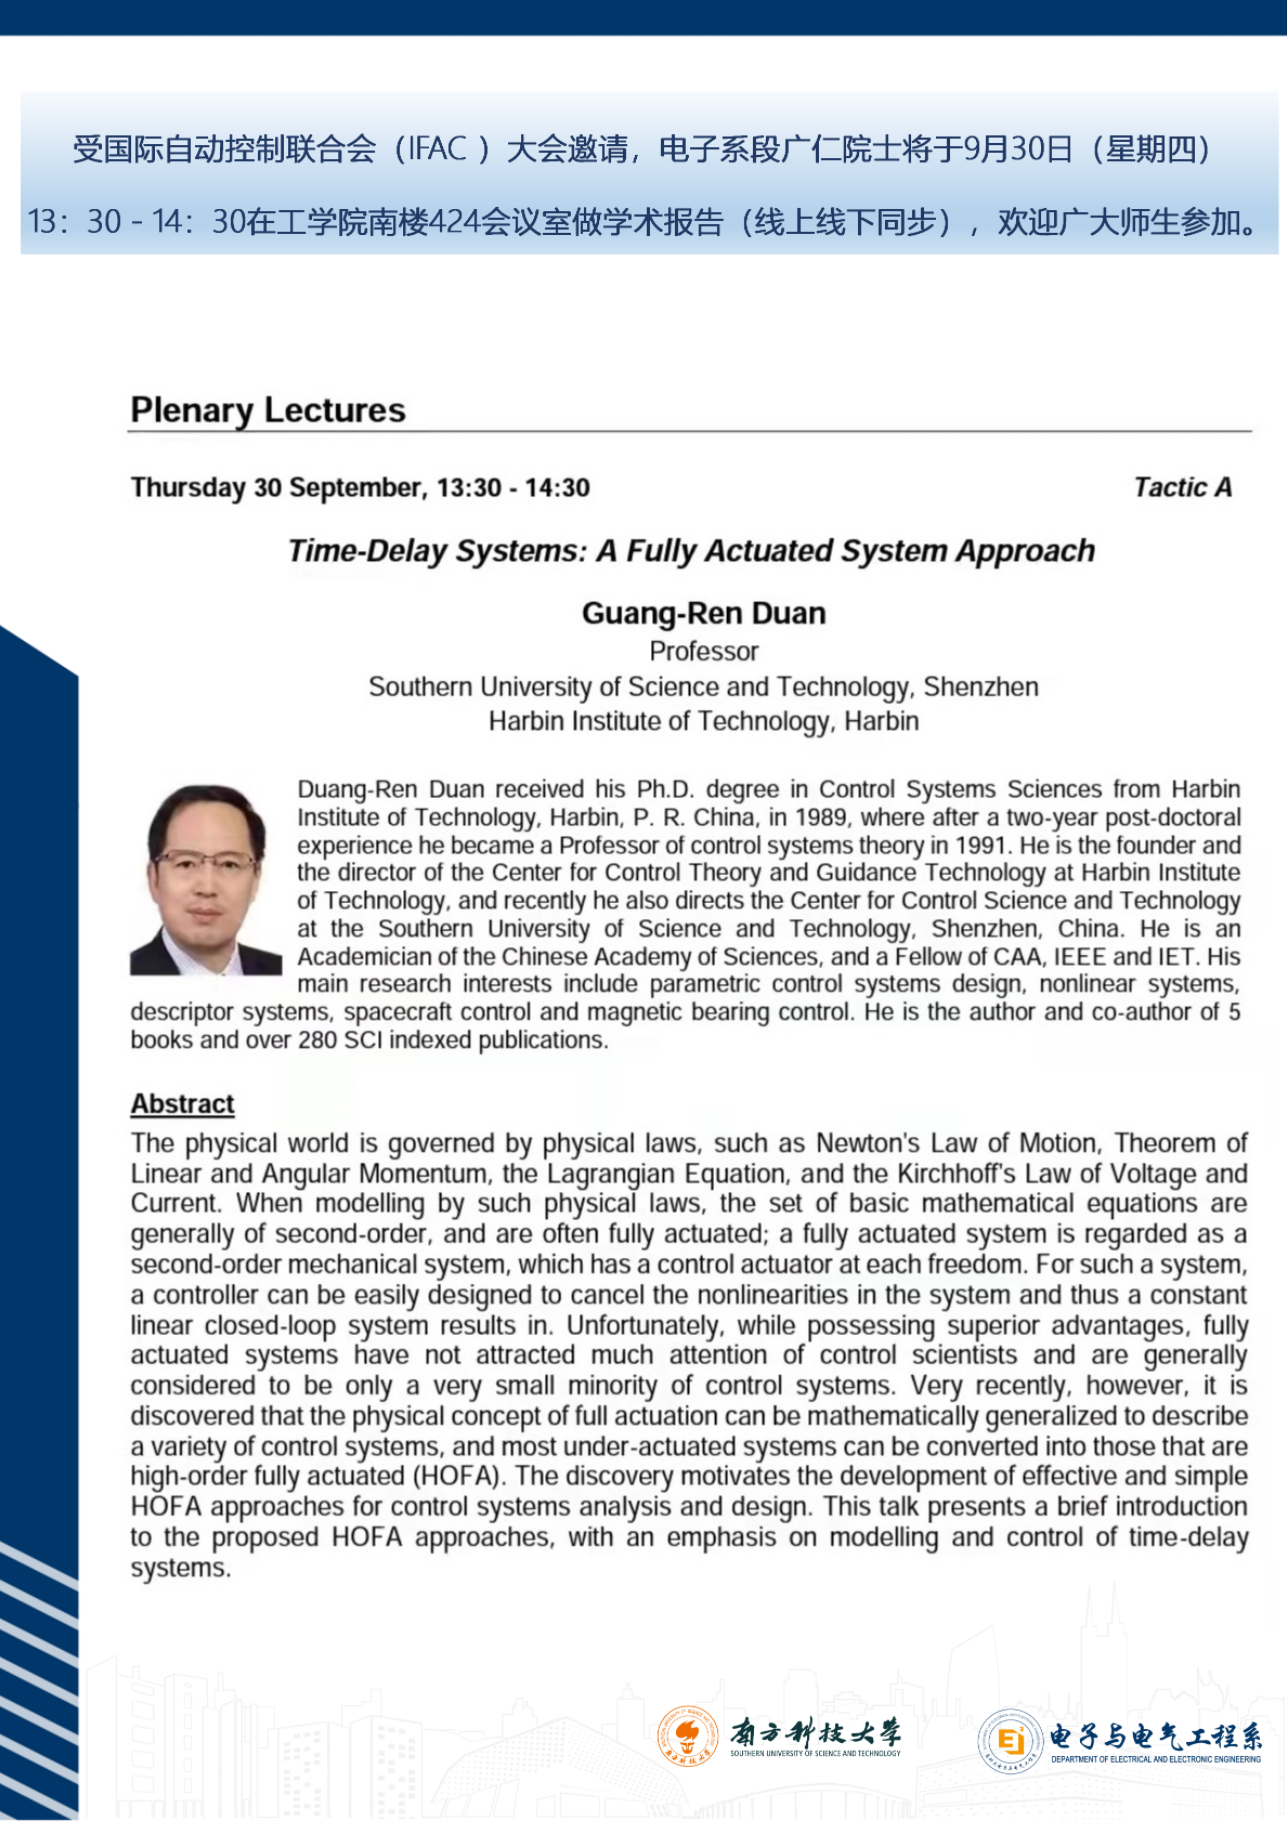 受国际自动控制联合会（IFAC ）大会邀请，电子系段广仁院士将于9月30日（星期四）
13：30－14：30在工学院南楼424会议室做学术报告（线上线下同步），欢迎广大师生参加。
Plenary Lectures
Thursday 30 September, 13:30 - 14:30 Tactic A
Time-Delay Systems: A Fully Actuated System Approach
Guang-Ren Duan
Professor
Southern University of Science and Technology, Shenzhen
Harbin Institute of Technology, Harbin
Duang-Ren Duan received his Ph.D. degree in Control Systems Sciences from Harbin
Institute of Technology, Harbin, P. R. China, in 1989, where after a two-year post-doctoral
experience he became a Professor of control systems theory in 1991. He is the founder and
the director of the Center for Control Theory and Guidance Technology at Harbin Institute
of Technology, and recently he also directs the Center for Control Science and Technology
at the Southern University of Science and Technology, Shenzhen, China. He is an
Academician of the Chinese Academy of Sciences, and a Fellow of CAA, IEEE and IET. His
main research interests include parametric control systems design, nonlinear systems,
descriptor systems, spacecraft control and magnetic bearing control. He is the author and co-author of 5
books and over 280 SCI indexed publications.
Abstract
The physical world is governed by physical laws, such as Newton's Law of Motion, Theorem of
Linear and Angular Momentum, the Lagrangian Equation, and the Kirchhoff's Law of Voltage and
Current. When modelling by such physical laws, the set of basic mathematical equations are
generally of second-order, and are often fully actuated; a fully actuated system is regarded as a
second-order mechanical system, which has a control actuator at each freedom. For such a system,
a controller can be easily designed to cancel the nonlinearities in the system and thus a constant
linear closed-loop system results in. Unfortunately, while possessing superior advantages, fully
actuated systems have not attracted much attention of control scientists and are generally
considered to be only a very small minority of control systems. Very recently, however, it is
discovered that the physical concept of full actuation can be mathematically generalized to describe
a variety of control systems, and most under-actuated systems can be converted into those that are
high-order fully actuated (HOFA). The discovery motivates the development of effective and simple
HOFA approaches for control systems analysis and design. This talk presents a brief introduction
to the proposed HOFA approaches, with an emphasis on modelling and control of time-delay
systems.
南方科技大学
SOUTHERN UNIVERSITY OF SCIENCE AND TECHNOLOGY
电子与电气工程系
DEPARTMENT OF ELECTRICAL AND ELECTRONIC ENGINEERING